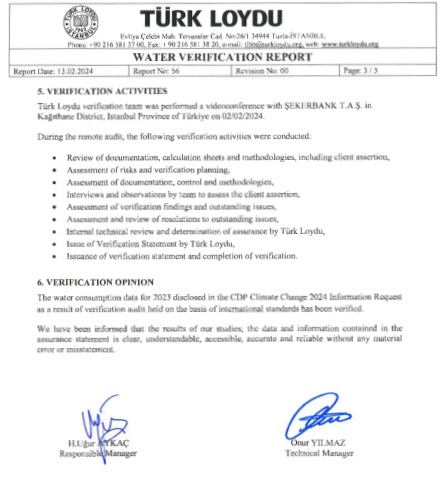 TÜRK LOYDU
Evliya Çelebi Mah. Tersaneler Cad. No:26/1 34944 Tuzla-İSTANBUL
Phone: +90 216 581 37 00, Fax: + 90 216 581 38 20, e-mail: tlbb@turkloydu.org, web: www.turkloydu.org
WATER VERIFICATION REPORT
Report Date: 13.02.2024 Report No: 56 Revision No: 00 Page: 3 / 3
5. VERIFICATION ACTIVITIES
Türk Loydu verification team was performed a videoconference with ŞEKERBANK T.A.Ş. in
Kağıthane District, Istanbul Province of Türkiye on 02/02/2024.
During the remote audit, the following verification activities were conducted:
• Review of documentation, calculation sheets and methodologies, including client assertion,
• Assessment of risks and verification planning,
• Assessment of documentation, control and methodologies,
• Interviews and observations by team to assess the client assertion,
• Assessment of verification findings and outstanding issues,
• Assessment and review of resolutions to outstanding issues,
• Internal technical review and determination of assurance by Türk Loydu,
• Issue of Verification Statement by Türk Loydu,
• Issuance of verification statement and completion of verification.
6. VERIFICATION OPINION
The water consumption data for 2023 disclosed in the CDP Climate Change 2024 Information Request
as a result of verification audit held on the basis of international standards has been verified.
We have been informed that the results of our studies; the data and information contained in the
assurance statement is clear, understandable, accessible, accurate and reliable without any material
error or misstatement.
H.Uğur AYKAÇ Onur YILMAZ
Responsible Manager Technical Manager